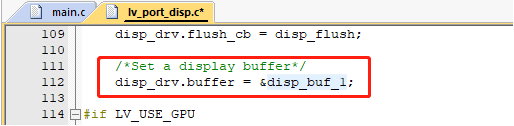 main.c lv_port_disp.c*
109 disp_drv.flush_cb = disp_flush;
110
111 /*Set a display buffer*/
112 disp_drv.buffer = &disp_buf_1;
113
114 #if LV_USE_GPU